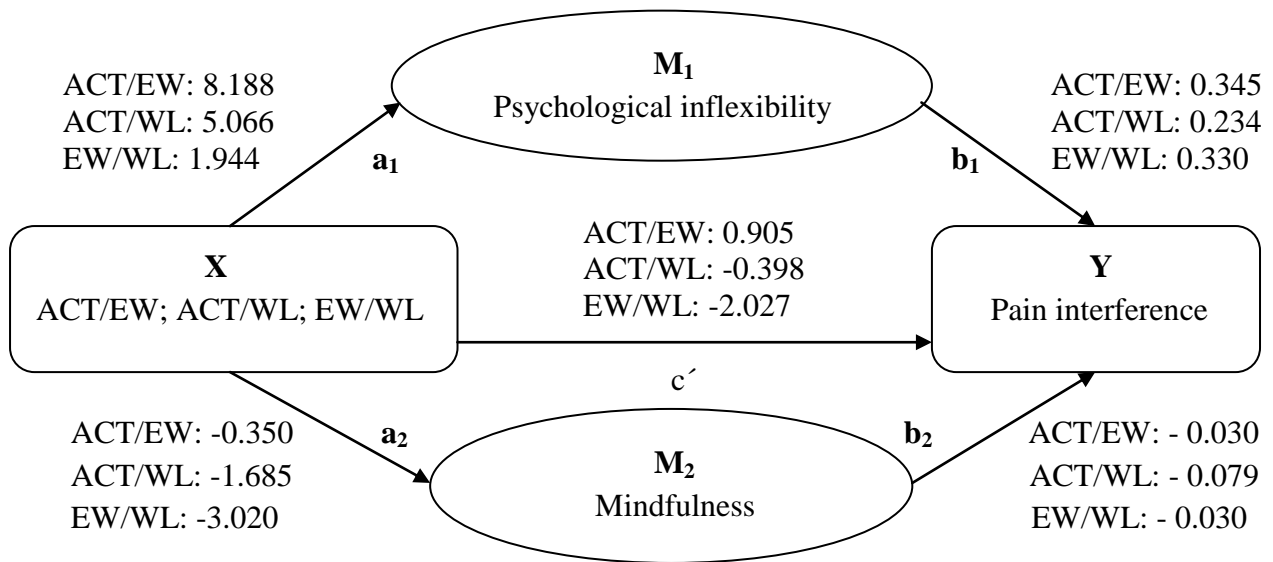 M₁
Psychological inflexibility
ACT/EW: 8.188
ACT/WL: 5.066
EW/WL: 1.944
a₁
ACT/EW: 0.345
ACT/WL: 0.234
EW/WL: 0.330
b₁
X
ACT/EW; ACT/WL; EW/WL
ACT/EW: 0.905
ACT/WL: -0.398
EW/WL: -2.027
c´
Y
Pain interference
ACT/EW: -0.350
ACT/WL: -1.685
EW/WL: -3.020
a₂
M₂
Mindfulness
b₂
ACT/EW: - 0.030
ACT/WL: - 0.079
EW/WL: - 0.030